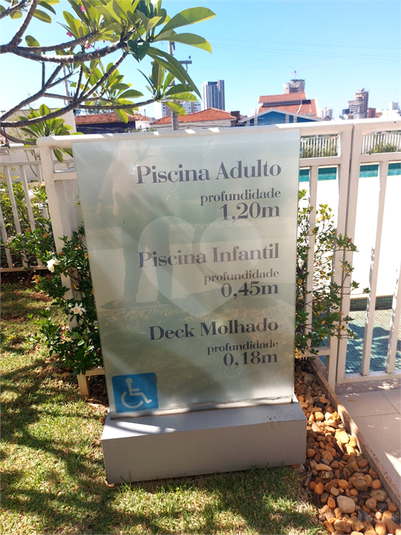 Piscina Adulto
profundidade
1,20m
Piscina Infantil
profundidade
0,45m
Deck Molhado
profundidade
0,18m